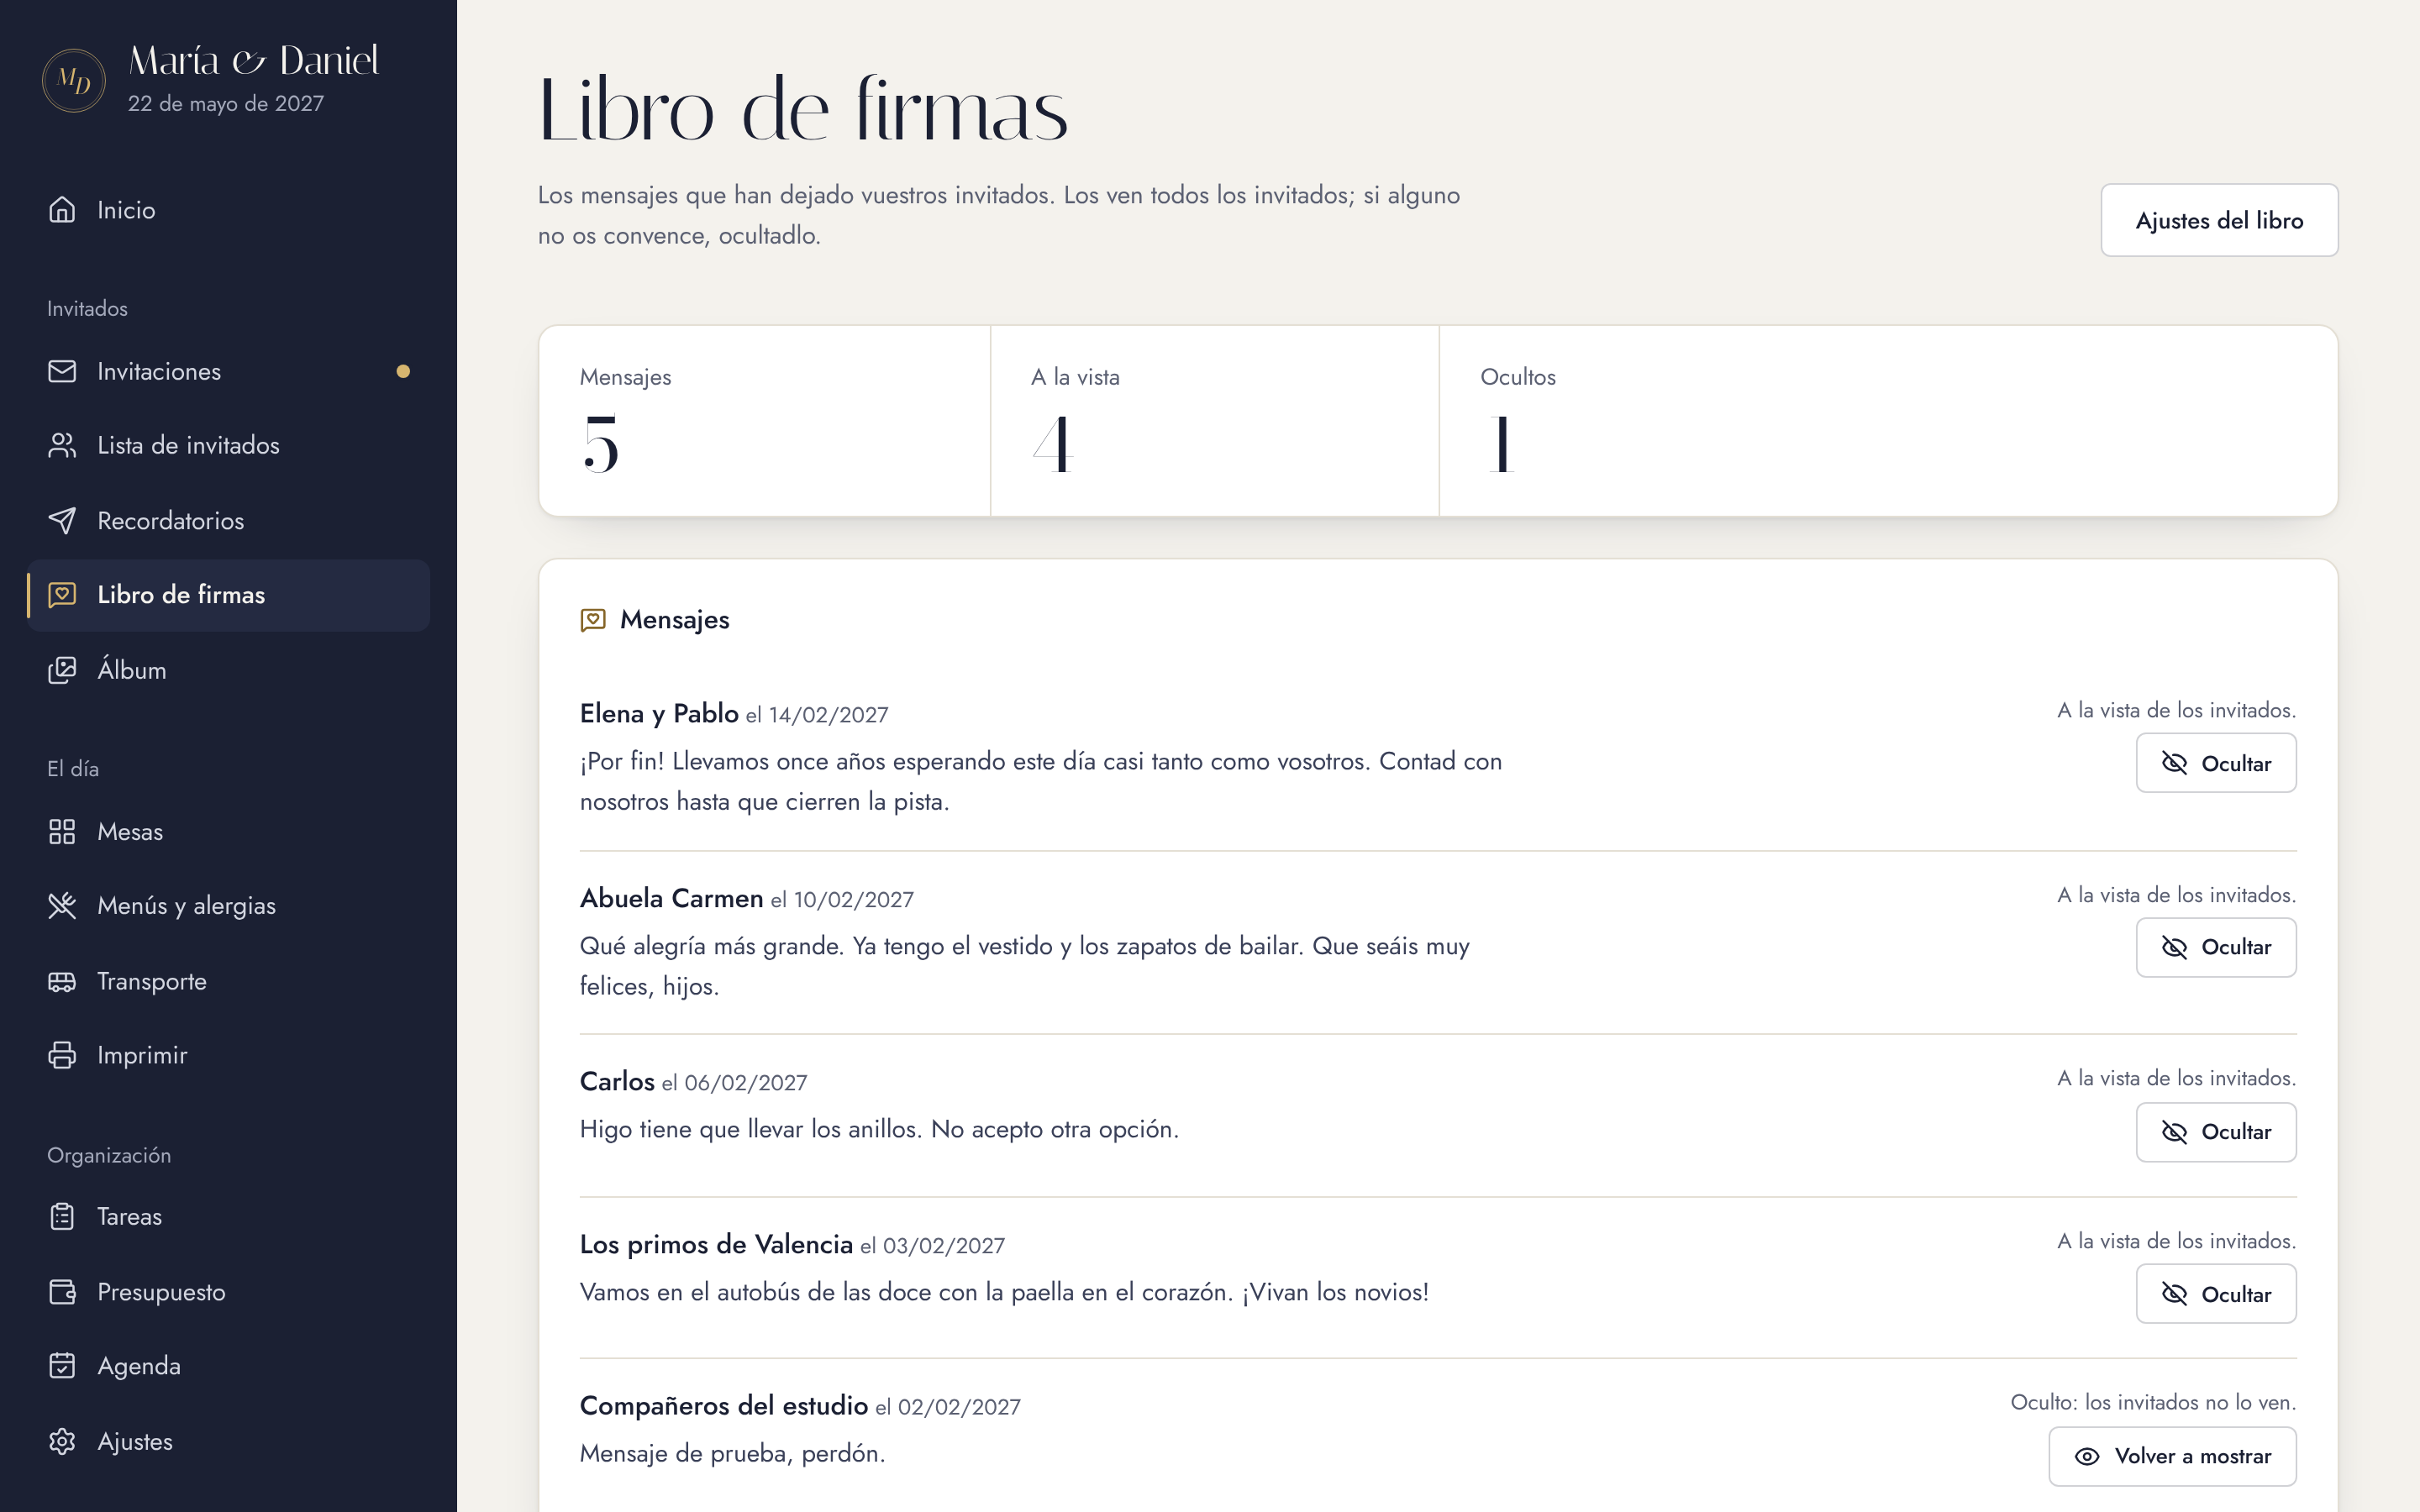 MD
María & Daniel
22 de mayo de 2027
Inicio
Invitados
Invitaciones
Lista de invitados
Recordatorios
Libro de firmas
Álbum
El día
Mesas
Menús y alergias
Transporte
Imprimir
Organización
Tareas
Presupuesto
Agenda
Ajustes
Libro de firmas
Los mensajes que han dejado vuestros invitados. Los ven todos los invitados; si alguno
no os convence, ocultadlo.
Ajustes del libro
Mensajes
5
A la vista
4
Ocultos
1
Mensajes
Elena y Pablo el 14/02/2027
¡Por fin! Llevamos once años esperando este día casi tanto como vosotros. Contad con
nosotros hasta que cierren la pista.
A la vista de los invitados.
Ocultar
Abuela Carmen el 10/02/2027
Qué alegría más grande. Ya tengo el vestido y los zapatos de bailar. Que seáis muy
felices, hijos.
A la vista de los invitados.
Ocultar
Carlos el 06/02/2027
Higo tiene que llevar los anillos. No acepto otra opción.
A la vista de los invitados.
Ocultar
Los primos de Valencia el 03/02/2027
Vamos en el autobús de las doce con la paella en el corazón. ¡Vivan los novios!
A la vista de los invitados.
Ocultar
Compañeros del estudio el 02/02/2027
Mensaje de prueba, perdón.
Oculto: los invitados no lo ven.
Volver a mostrar